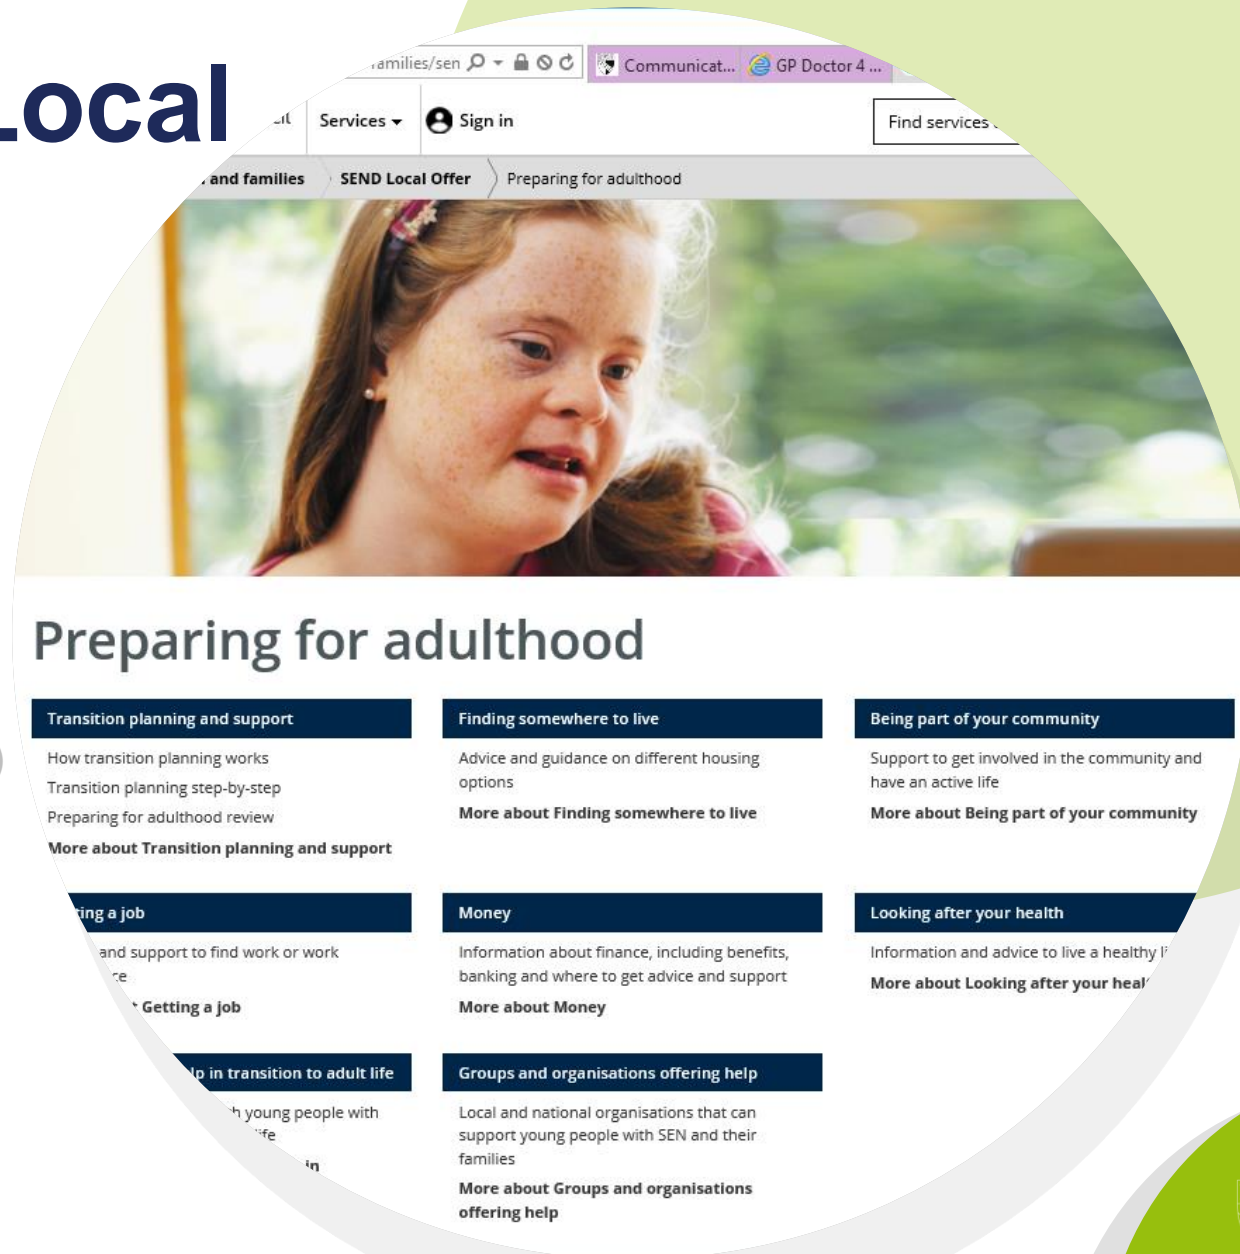 Local
families/sen
Communicat...
GP Doctor 4 ...
Services
Sign in
Find services
and families
SEND Local Offer
Preparing for adulthood
Preparing for adulthood
Transition planning and support
How transition planning works
Transition planning step-by-step
Preparing for adulthood review
More about Transition planning and support
Finding somewhere to live
Advice and guidance on different housing
options
More about Finding somewhere to live
Being part of your community
Support to get involved in the community and
have an active life
More about Being part of your community
a job
and support to find work or work
Getting a job
Money
Information about finance, including benefits,
banking and where to get advice and support
More about Money
Looking after your health
Information and advice to live a healthy
More about Looking after your
in transition to adult life
young people with
in
Groups and organisations offering help
Local and national organisations that can
support young people with SEN and their
families
More about Groups and organisations
offering help